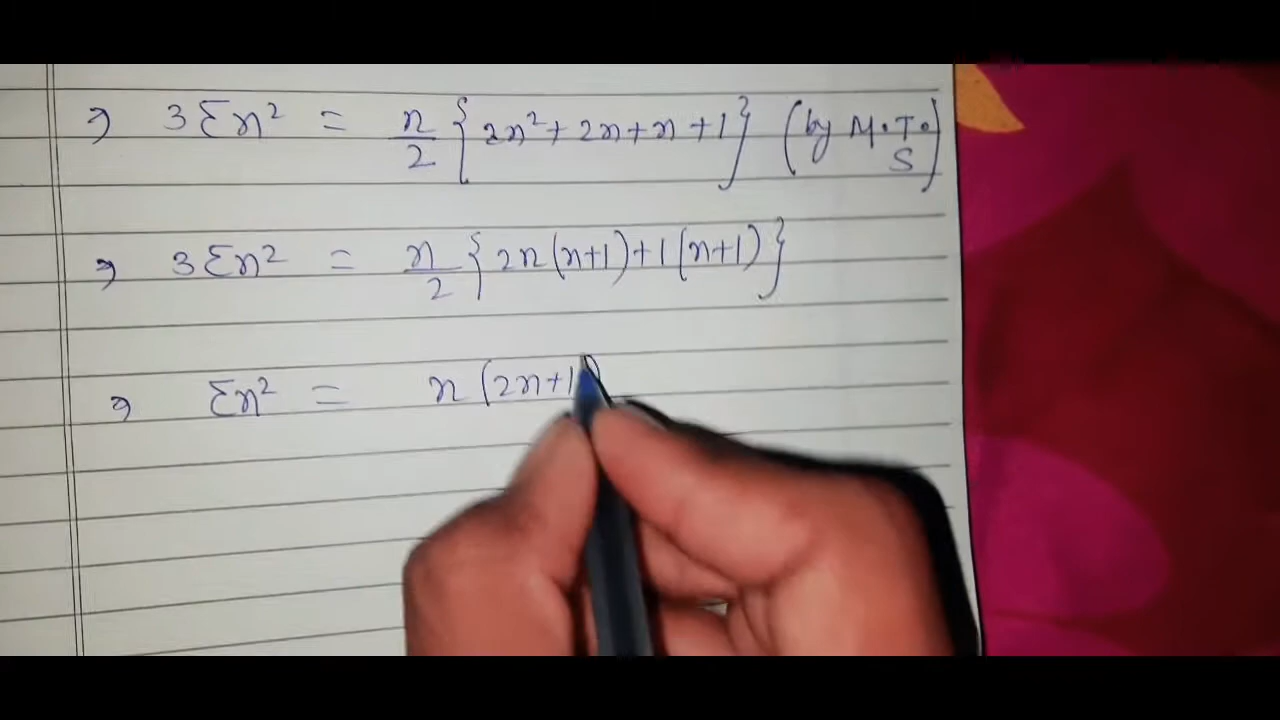 ⇒ 3Σn² = n/2 {2n²+2n+n+1} (by M.T.S)
⇒ 3Σn² = n/2 {2n(n+1)+1(n+1)}
⇒ Σn² = n(2n+1)